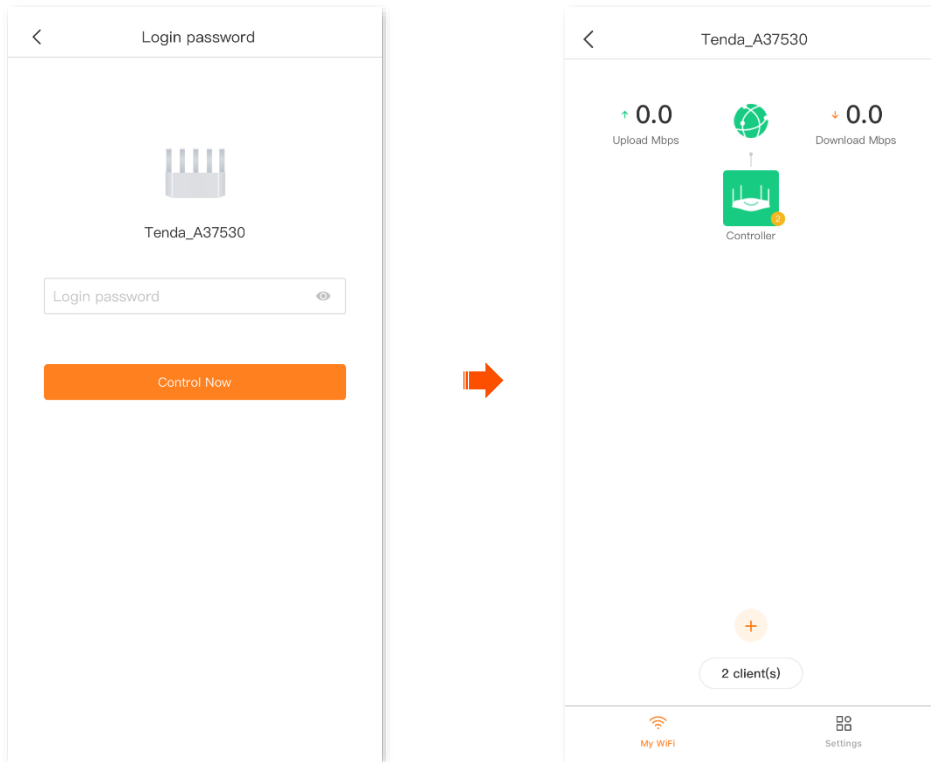 Login password
Tenda_A37530
Login password
Control Now
Tenda_A37530
0.0
Upload Mbps
0.0
Download Mbps
2
Controller
2 client(s)
My WiFi
Settings